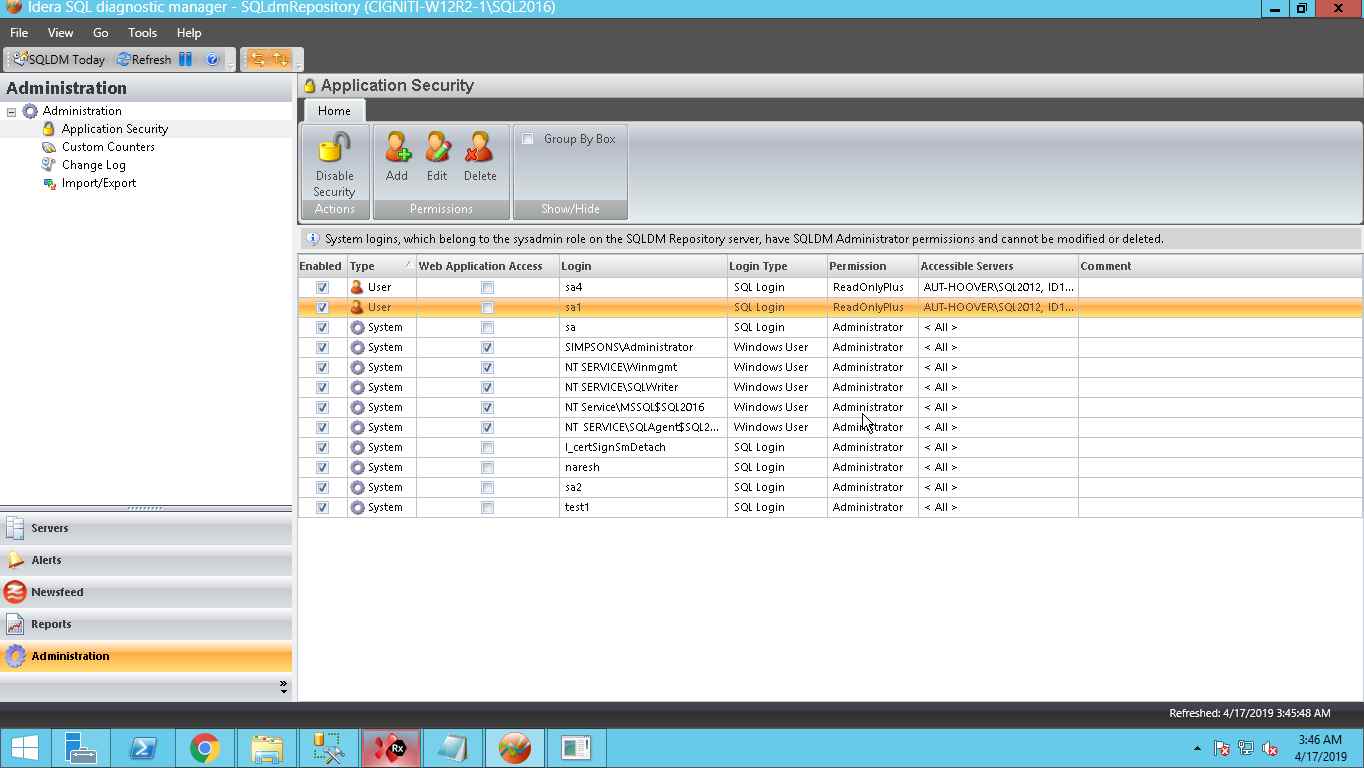 Idera SQL diagnostic manager - SQLdmRepository (CIGNITI-W12R2-1\SQL2016)
File View Go Tools Help
SQLDM Today Refresh
Administration
Administration
Application Security
Custom Counters
Change Log
Import/Export
Servers
Alerts
Newsfeed
Reports
Administration
Application Security
Home
Disable Security
Actions
Add Edit Delete
Permissions
Group By Box
Show/Hide
System logins, which belong to the sysadmin role on the SQLDM Repository server, have SQLDM Administrator permissions and cannot be modified or deleted.
Enabled Type Web Application Access Login Login Type Permission Accessible Servers Comment
User sa4 SQL Login ReadOnlyPlus AUT-HOOVER\SQL2012, ID1...
User sa1 SQL Login ReadOnlyPlus AUT-HOOVER\SQL2012, ID1...
System sa SQL Login Administrator < All >
System SIMPSONS\Administrator Windows User Administrator < All >
System NT SERVICE\Winmgmt Windows User Administrator < All >
System NT SERVICE\SQLWriter Windows User Administrator < All >
System NT Service\MSSQL$SQL2016 Windows User Administrator < All >
System NT SERVICE\SQLAgent$SQL2... Windows User Administrator < All >
System l_certSignSmDetach SQL Login Administrator < All >
System naresh SQL Login Administrator < All >
System sa2 SQL Login Administrator < All >
System test1 SQL Login Administrator < All >
Refreshed: 4/17/2019 3:45:48 AM
Rx
3:46 AM
4/17/2019